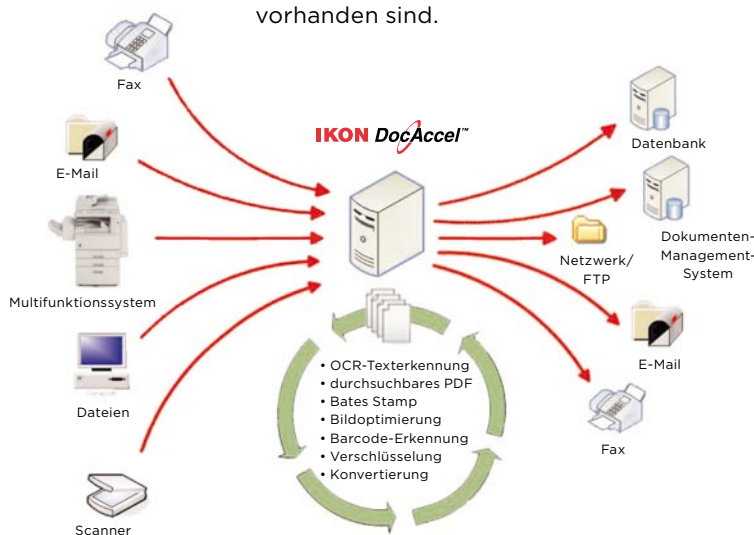 vorhanden sind.
Fax
E-Mail
Multifunktionssystem
Dateien
Scanner
IKON DocAccel™
• OCR-Texterkennung
• durchsuchbares PDF
• Bates Stamp
• Bildoptimierung
• Barcode-Erkennung
• Verschlüsselung
• Konvertierung
Datenbank
Dokumenten-
Management-
System
Netzwerk/
FTP
E-Mail
Fax